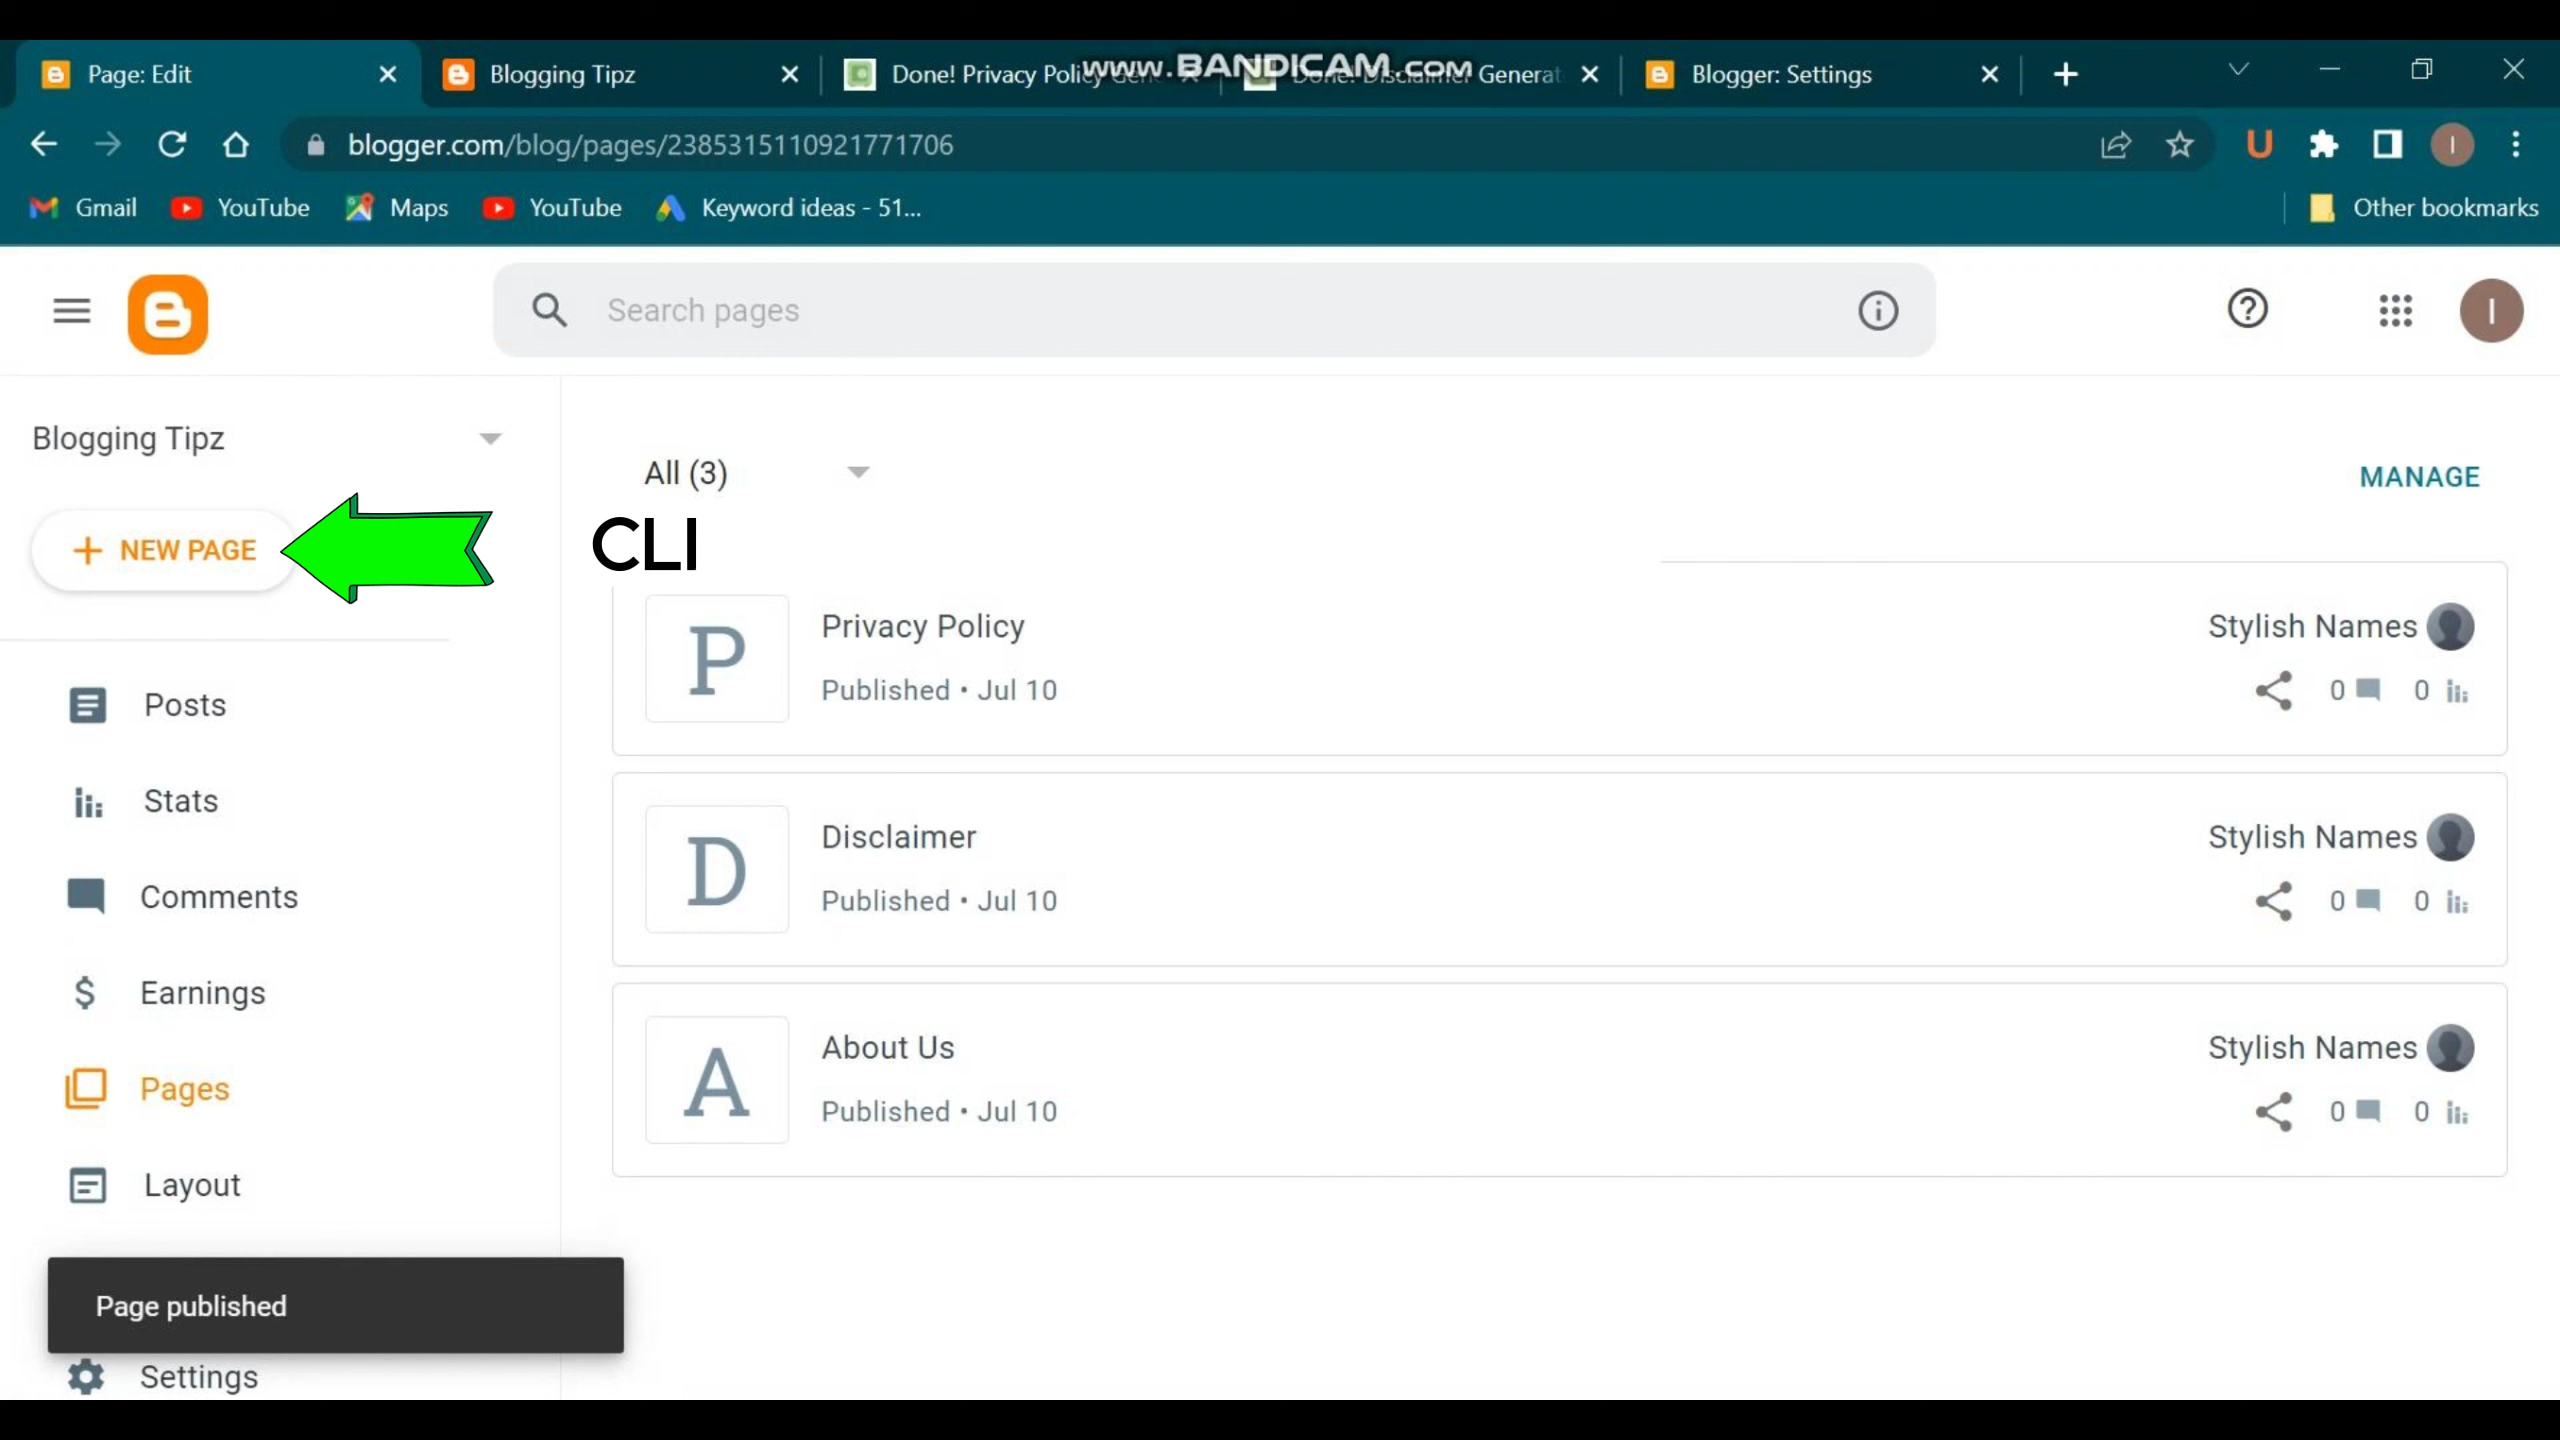 Page: Edit
Blogging Tipz
Done! Privacy Poli
www.BANDICAM.com
Generat
Blogger: Settings
blogger.com/blog/pages/2385315110921771706
Gmail
YouTube
Maps
YouTube
Keyword ideas - 51...
Other bookmarks
Search pages
I
Blogging Tipz
All (3)
MANAGE
NEW PAGE
CLI
P
Privacy Policy
Stylish Names
Published • Jul 10
0
0
Posts
Stats
D
Disclaimer
Stylish Names
Published • Jul 10
0
0
Comments
Earnings
A
About Us
Stylish Names
Published • Jul 10
0
0
Pages
Layout
Page published
Settings